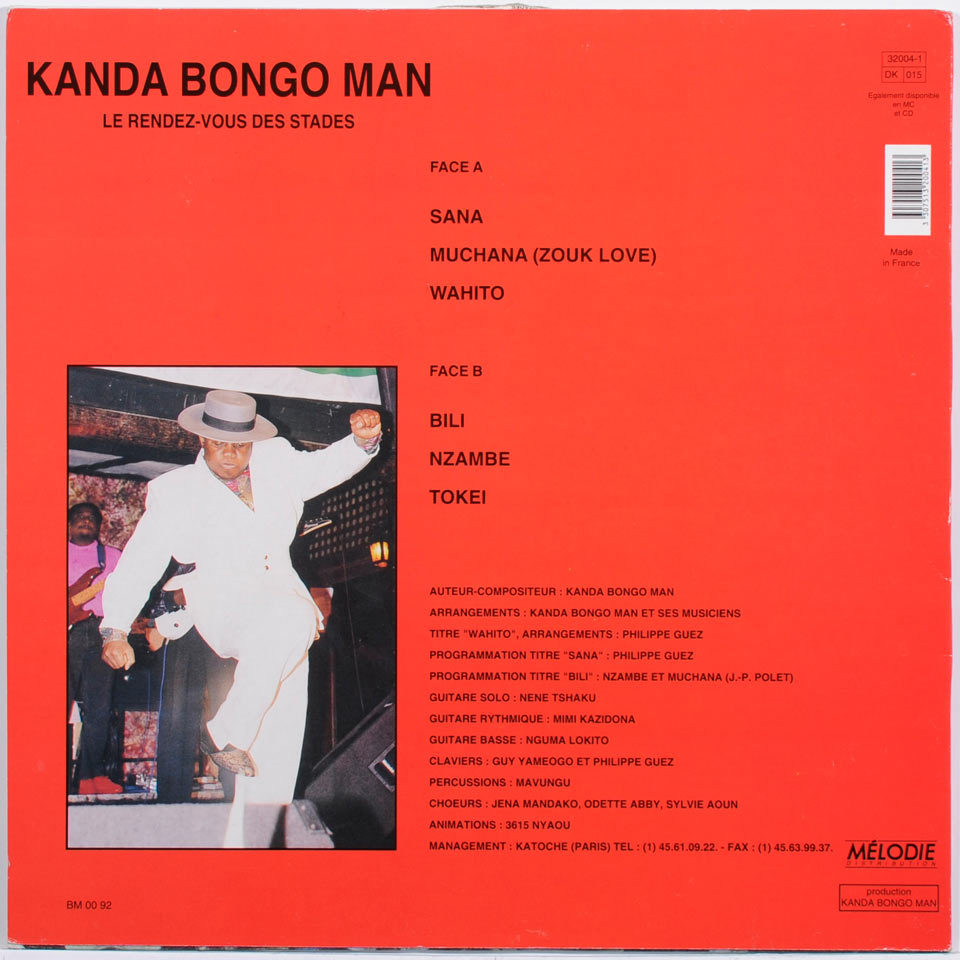 KANDA BONGO MAN
LE RENDEZ-VOUS DES STADES
32004-1
DK 015
Egalement disponible
en MC
et CD
3 307513 200413
Made
in France
FACE A
SANA
MUCHANA (ZOUK LOVE)
WAHITO
FACE B
BILI
NZAMBE
TOKEI
AUTEUR-COMPOSITEUR : KANDA BONGO MAN
ARRANGEMENTS : KANDA BONGO MAN ET SES MUSICIENS
TITRE "WAHITO", ARRANGEMENTS : PHILIPPE GUEZ
PROGRAMMATION TITRE "SANA" : PHILIPPE GUEZ
PROGRAMMATION TITRE "BILI" : NZAMBE ET MUCHANA (J.-P. POLET)
GUITARE SOLO : NENE TSHAKU
GUITARE RYTHMIQUE : MIMI KAZIDONA
GUITARE BASSE : NGUMA LOKITO
CLAVIERS : GUY YAMEOGO ET PHILIPPE GUEZ
PERCUSSIONS : MAVUNGU
CHOEURS : JENA MANDAKO, ODETTE ABBY, SYLVIE AOUN
ANIMATIONS : 3615 NYAOU
MANAGEMENT : KATOCHE (PARIS) TEL : (1) 45.61.09.22. - FAX : (1) 45.63.99.37.
MÉLODIE
DISTRIBUTION
production
KANDA BONGO MAN
BM 00 92